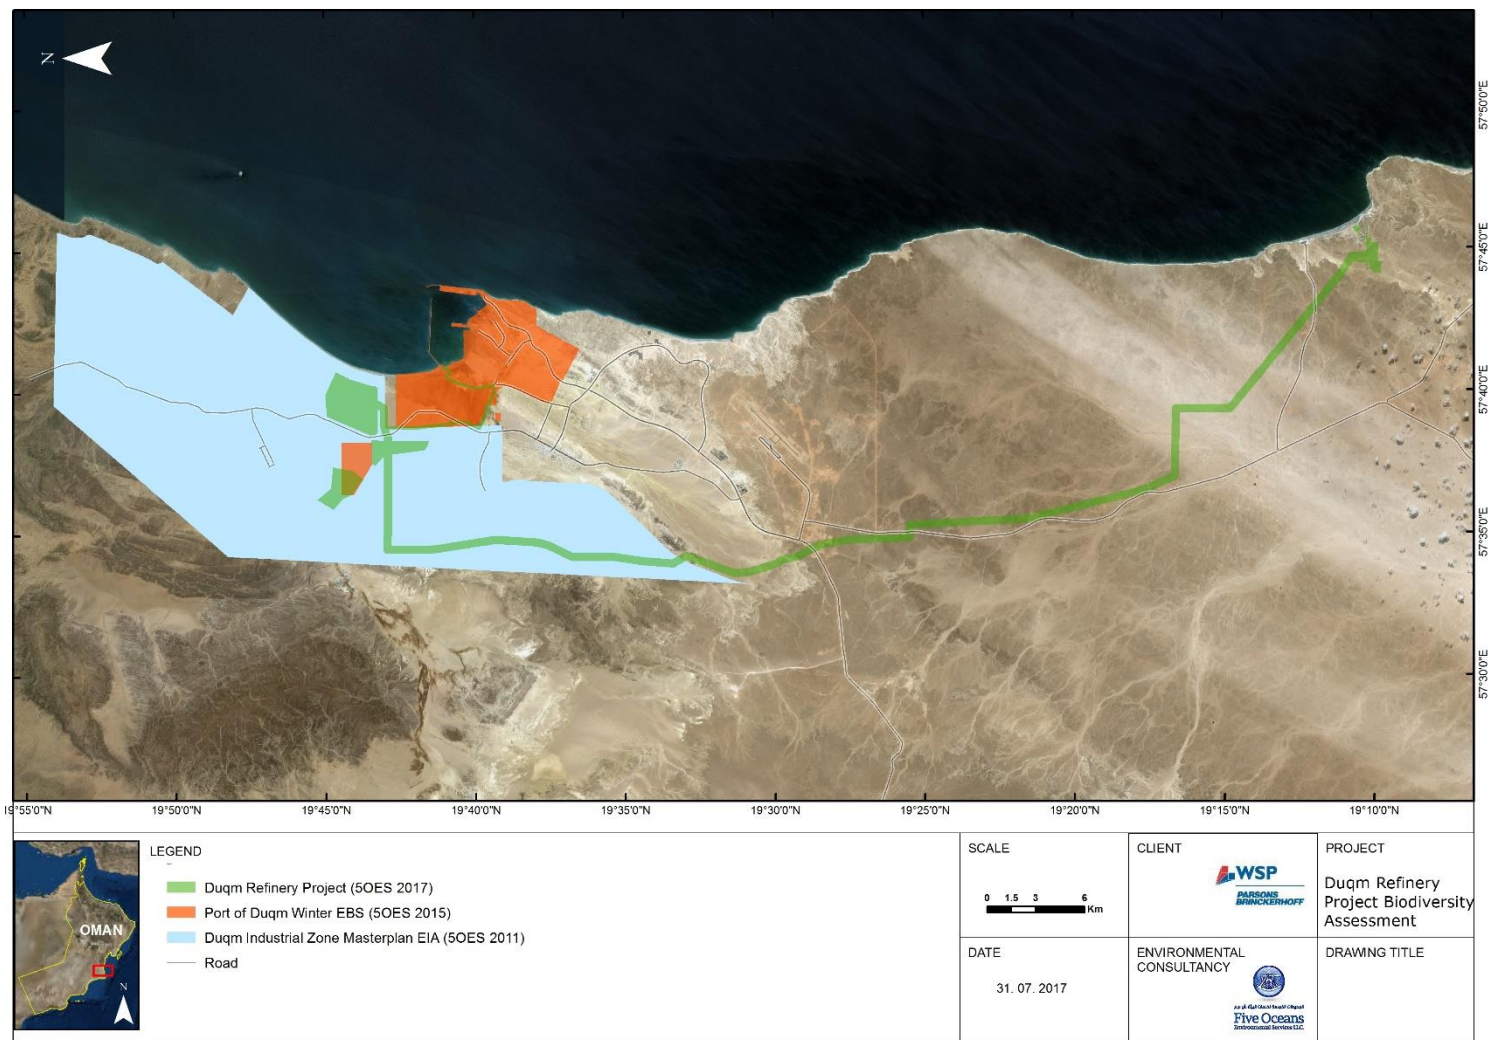 N
57°50'0"E
57°45'0"E
57°40'0"E
57°35'0"E
57°30'0"E
19°55'0"N
19°50'0"N
19°45'0"N
19°40'0"N
19°35'0"N
19°30'0"N
19°25'0"N
19°20'0"N
19°15'0"N
19°10'0"N
OMAN
N
LEGEND
Duqm Refinery Project (5OES 2017)
Port of Duqm Winter EBS (5OES 2015)
Duqm Industrial Zone Masterplan EIA (5OES 2011)
Road
SCALE
0 1.5 3 6
Km
CLIENT
WSP
PARSONS
BRINCKERHOFF
PROJECT
Duqm Refinery
Project Biodiversity
Assessment
DATE
31. 07. 2017
ENVIRONMENTAL
CONSULTANCY
Five Oceans
Environmental Services LLC.
DRAWING TITLE